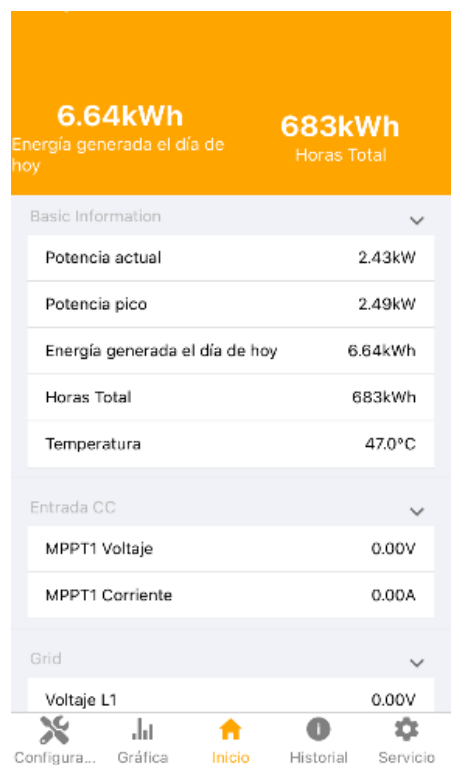 6.64kWh
Energía generada el día de
hoy
683kWh
Horas Total
Basic Information
Potencia actual 2.43kW
Potencia pico 2.49kW
Energía generada el día de hoy 6.64kWh
Horas Total 683kWh
Temperatura 47.0°C
Entrada CC
MPPT1 Voltaje 0.00V
MPPT1 Corriente 0.00A
Grid
Voltaje L1 0.00V
Configura... Gráfica Inicio Historial Servicio